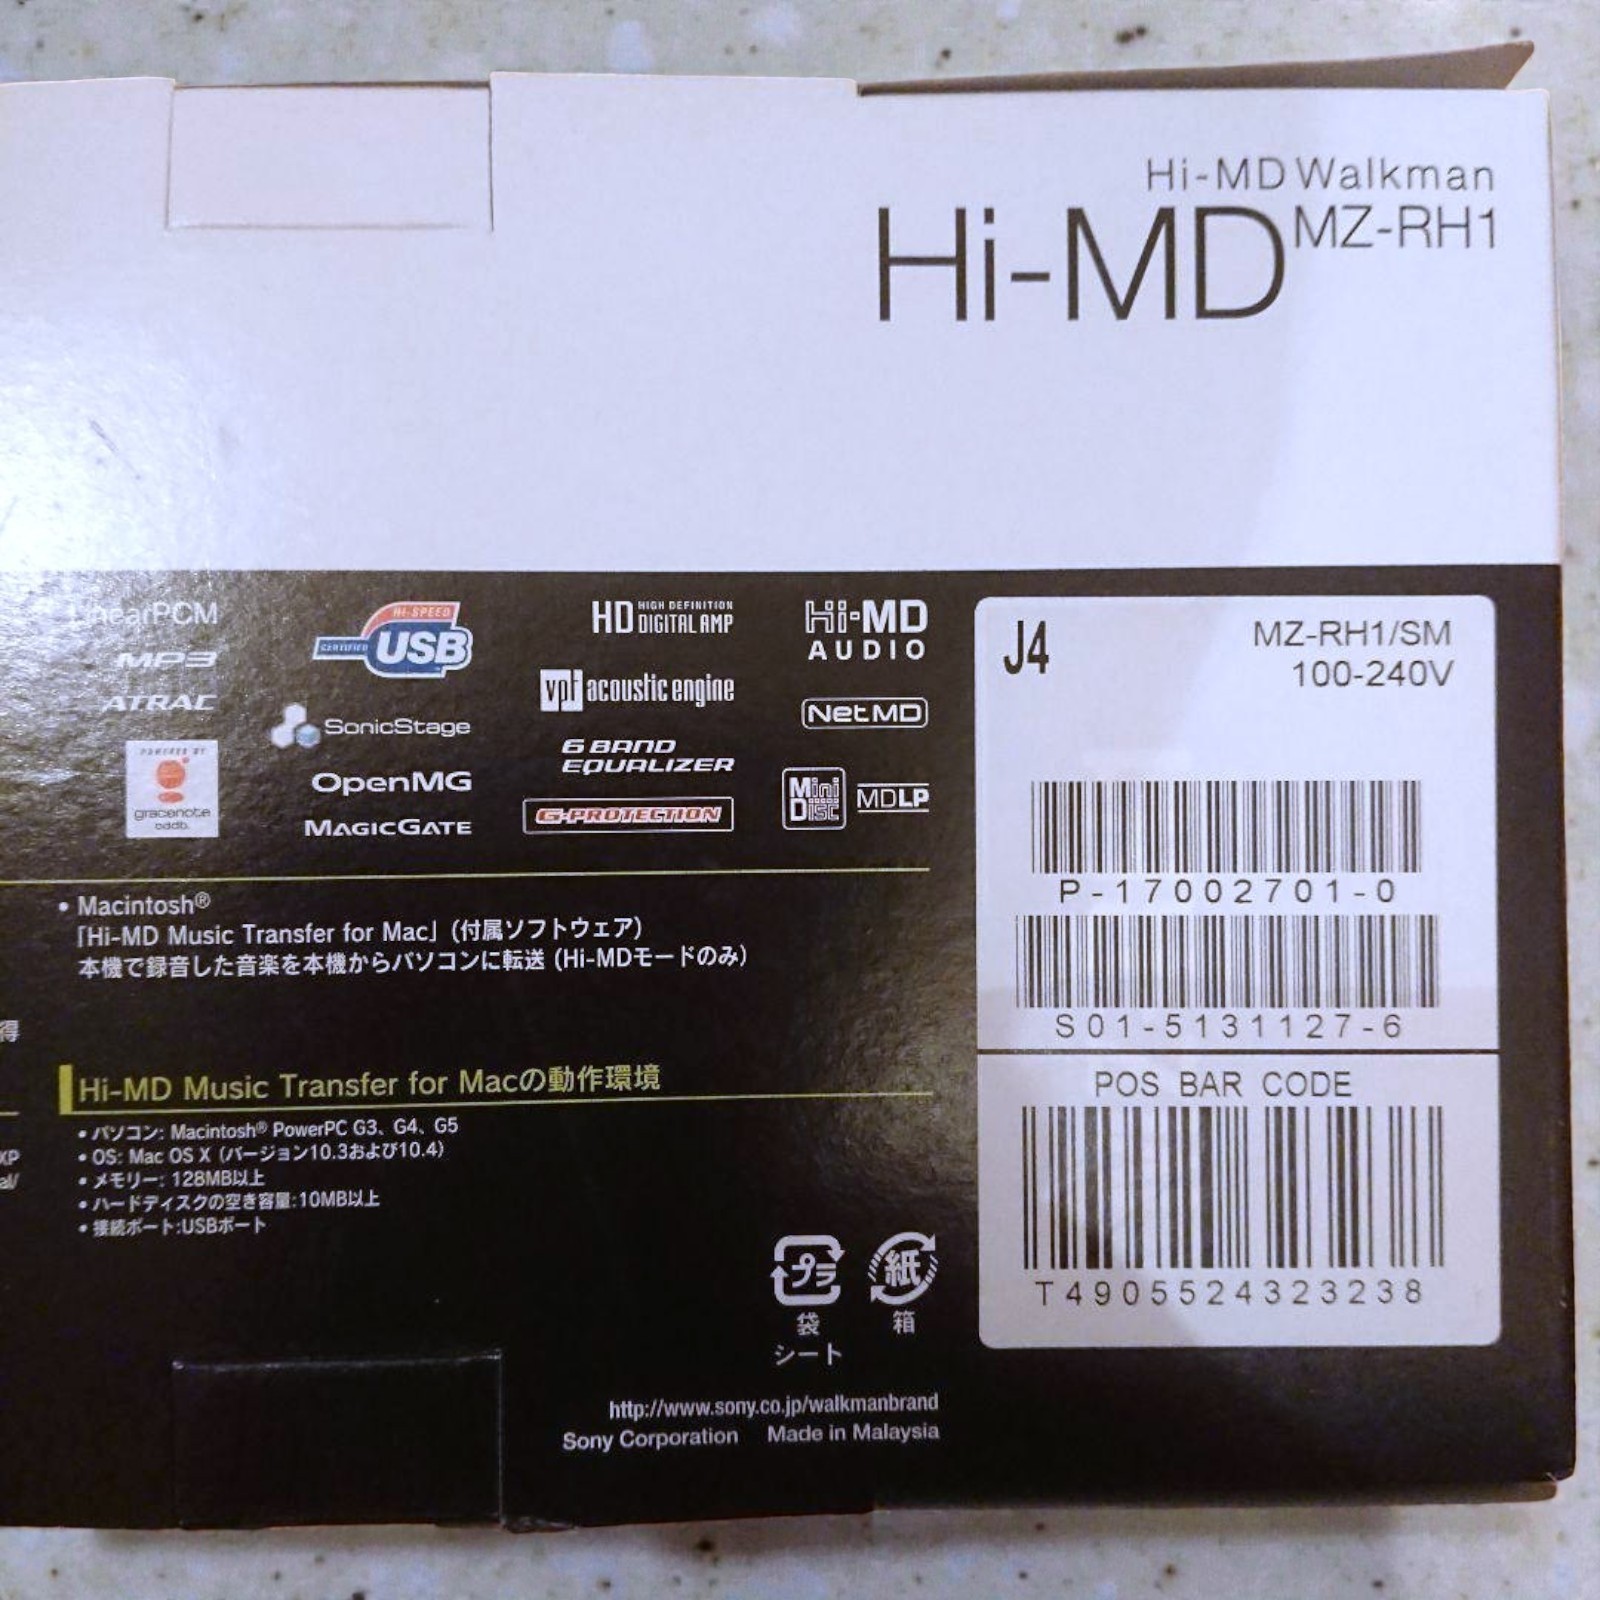 Hi-MD Walkman
Hi-MD MZ-RH1
LinearPCM
MP3
ATRAC
POWERED BY
gracenote
cddb.
HI-SPEED
CERTIFIED USB
SonicStage
OpenMG
MAGICGATE
HD HIGH DEFINITION
DIGITAL AMP
vpt acoustic engine
6 BAND
EQUALIZER
G-PROTECTION
Hi-MD
AUDIO
Net MD
Mini
Disc
MDLP
J4
MZ-RH1/SM
100-240V
P-17002701-0
S01-5131127-6
POS BAR CODE
T4905524323238
• Macintosh®
「Hi-MD Music Transfer for Mac」(付属ソフトウェア)
本機で録音した音楽を本機からパソコンに転送 (Hi-MDモードのみ)
得
Hi-MD Music Transfer for Macの動作環境
• パソコン: Macintosh® PowerPC G3、G4、G5
• OS: Mac OS X (バージョン10.3および10.4)
• メモリー: 128MB以上
• ハードディスクの空き容量:10MB以上
• 接続ポート:USBポート
XP
al/
プラ
袋
シート
紙
箱
http://www.sony.co.jp/walkmanbrand
Sony Corporation Made in Malaysia